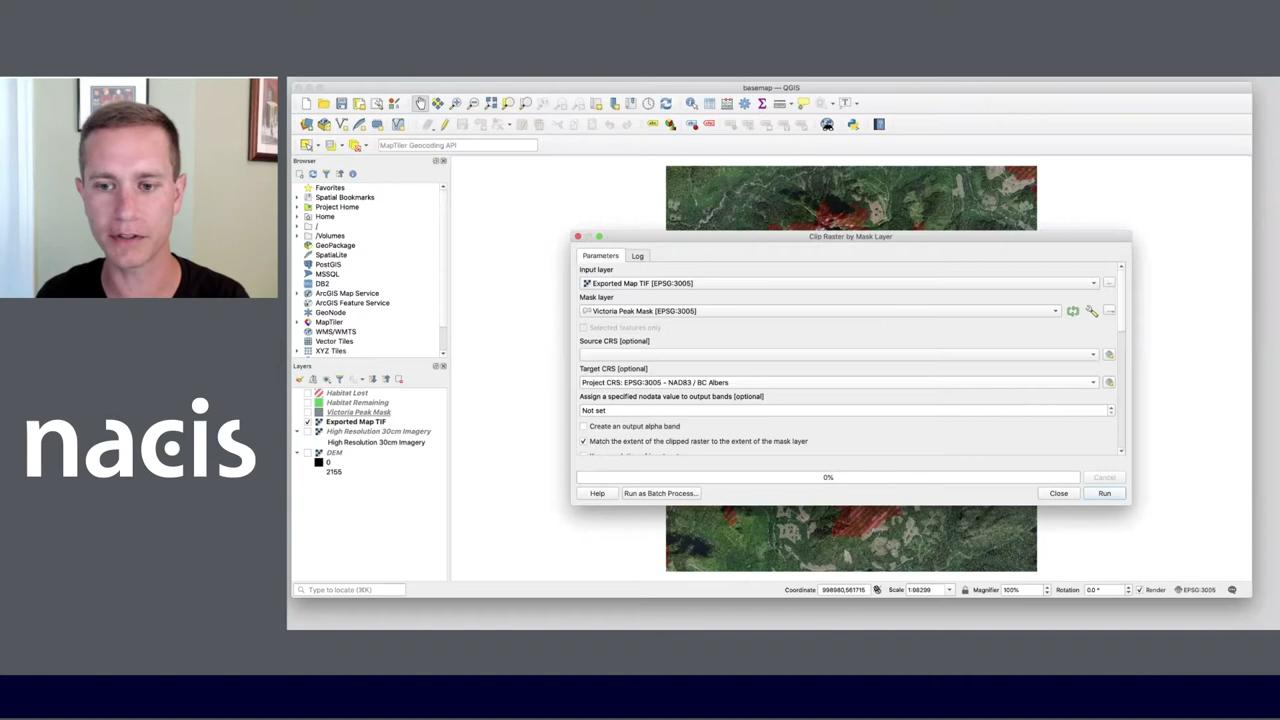 nacis
basemap — QGIS
MapTiler Geocoding API
Browser
Favorites
Spatial Bookmarks
Project Home
Home
/
/Volumes
GeoPackage
SpatiaLite
PostGIS
MSSQL
DB2
ArcGIS Map Service
ArcGIS Feature Service
GeoNode
MapTiler
WMS/WMTS
Vector Tiles
XYZ Tiles
Layers
Habitat Lost
Habitat Remaining
Victoria Peak Mask
Exported Map TIF
High Resolution 30cm Imagery
High Resolution 30cm Imagery
DEM
0
2155
Clip Raster by Mask Layer
Parameters
Log
Input layer
Exported Map TIF [EPSG:3005]
Mask layer
Victoria Peak Mask [EPSG:3005]
Selected features only
Source CRS [optional]
Target CRS [optional]
Project CRS: EPSG:3005 - NAD83 / BC Albers
Assign a specified nodata value to output bands [optional]
Not set
Create an output alpha band
Match the extent of the clipped raster to the extent of the mask layer
0%
Cancel
Help
Run as Batch Process...
Close
Run
Type to locate (⌘K)
Coordinate
998980,561715
Scale
1:98299
Magnifier
100%
Rotation
0.0 °
Render
EPSG:3005